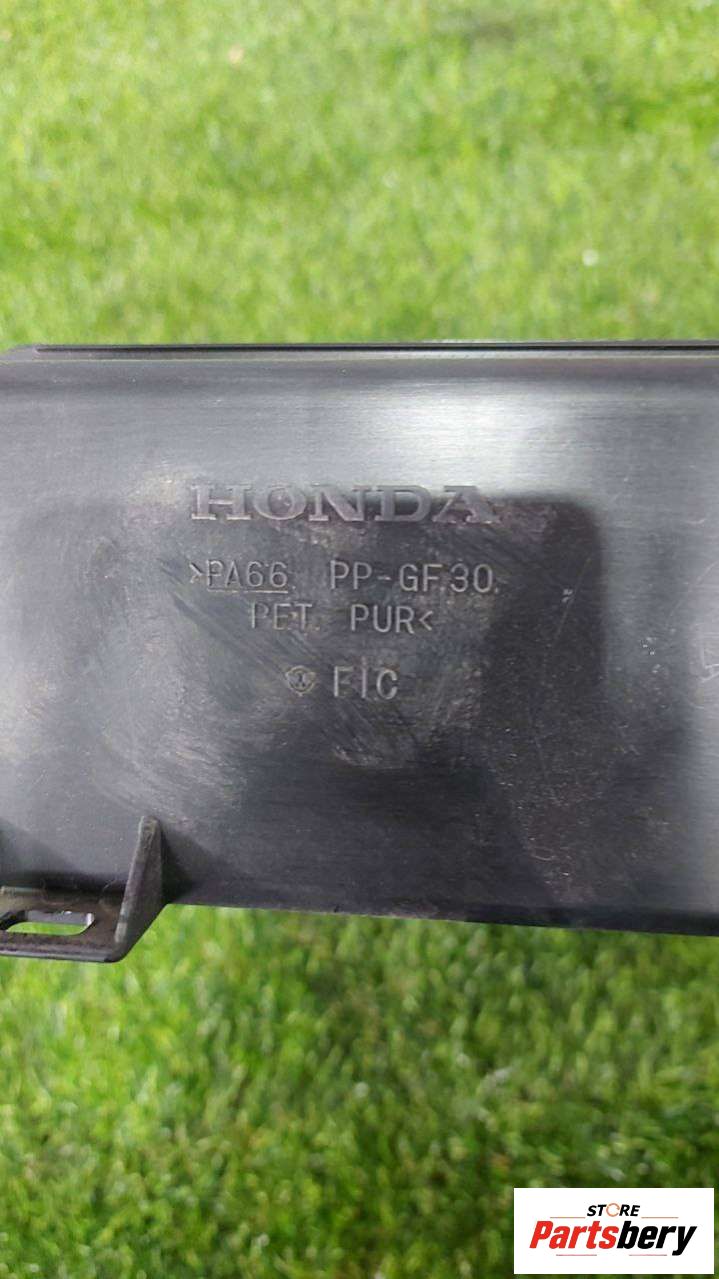 HONDA
>PA66. PP-GF30.
PET. PUR<
FIC
STORE
Partsbery